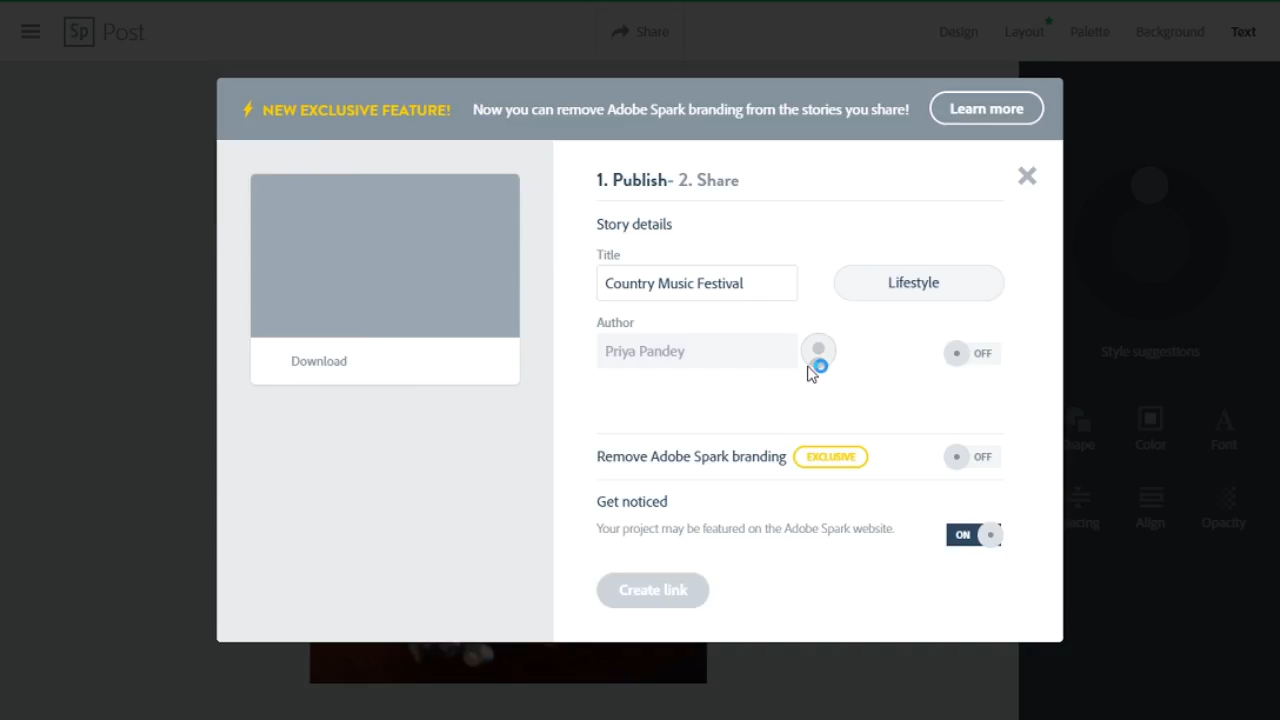 Sp Post
Share
Design Layout Palette Background Text
NEW EXCLUSIVE FEATURE! Now you can remove Adobe Spark branding from the stories you share! Learn more
1. Publish- 2. Share
Story details
Title
Country Music Festival Lifestyle
Author
Priya Pandey OFF
Download
Style suggestions
Remove Adobe Spark branding EXCLUSIVE OFF
Color Font
Get noticed
Your project may be featured on the Adobe Spark website. ON
Align Opacity
Create link